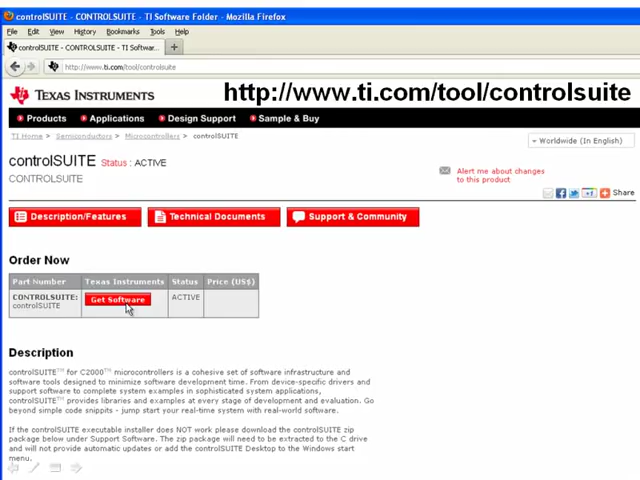 controlSUITE - CONTROLSUITE - TI Software Folder - Mozilla Firefox
File Edit View History Bookmarks Tools Help
controlSUITE - CONTROLSUITE - TI Softwar... +
http://www.ti.com/tool/controlsuite
TEXAS INSTRUMENTS
http://www.ti.com/tool/controlsuite
Products Applications Design Support Sample & Buy
TI Home > Semiconductors > Microcontrollers > controlSUITE
Worldwide (In English)
controlSUITE Status : ACTIVE
CONTROLSUITE
Alert me about changes
to this product
Share
Description/Features Technical Documents Support & Community
Order Now
Part Number Texas Instruments Status Price (US$)
CONTROLSUITE: Get Software ACTIVE
controlSUITE
Description
controlSUITE™ for C2000™ microcontrollers is a cohesive set of software infrastructure and
software tools designed to minimize software development time. From device-specific drivers and
support software to complete system examples in sophisticated system applications,
controlSUITE™ provides libraries and examples at every stage of development and evaluation. Go
beyond simple code snippits - jump start your real-time system with real-world software.
If the controlSUITE executable installer does NOT work please download the controlSUITE zip
package below under Support Software. The zip package will need to be extracted to the C drive
and will not provide automatic updates or add the controlSUITE Desktop to the Windows start
menu.